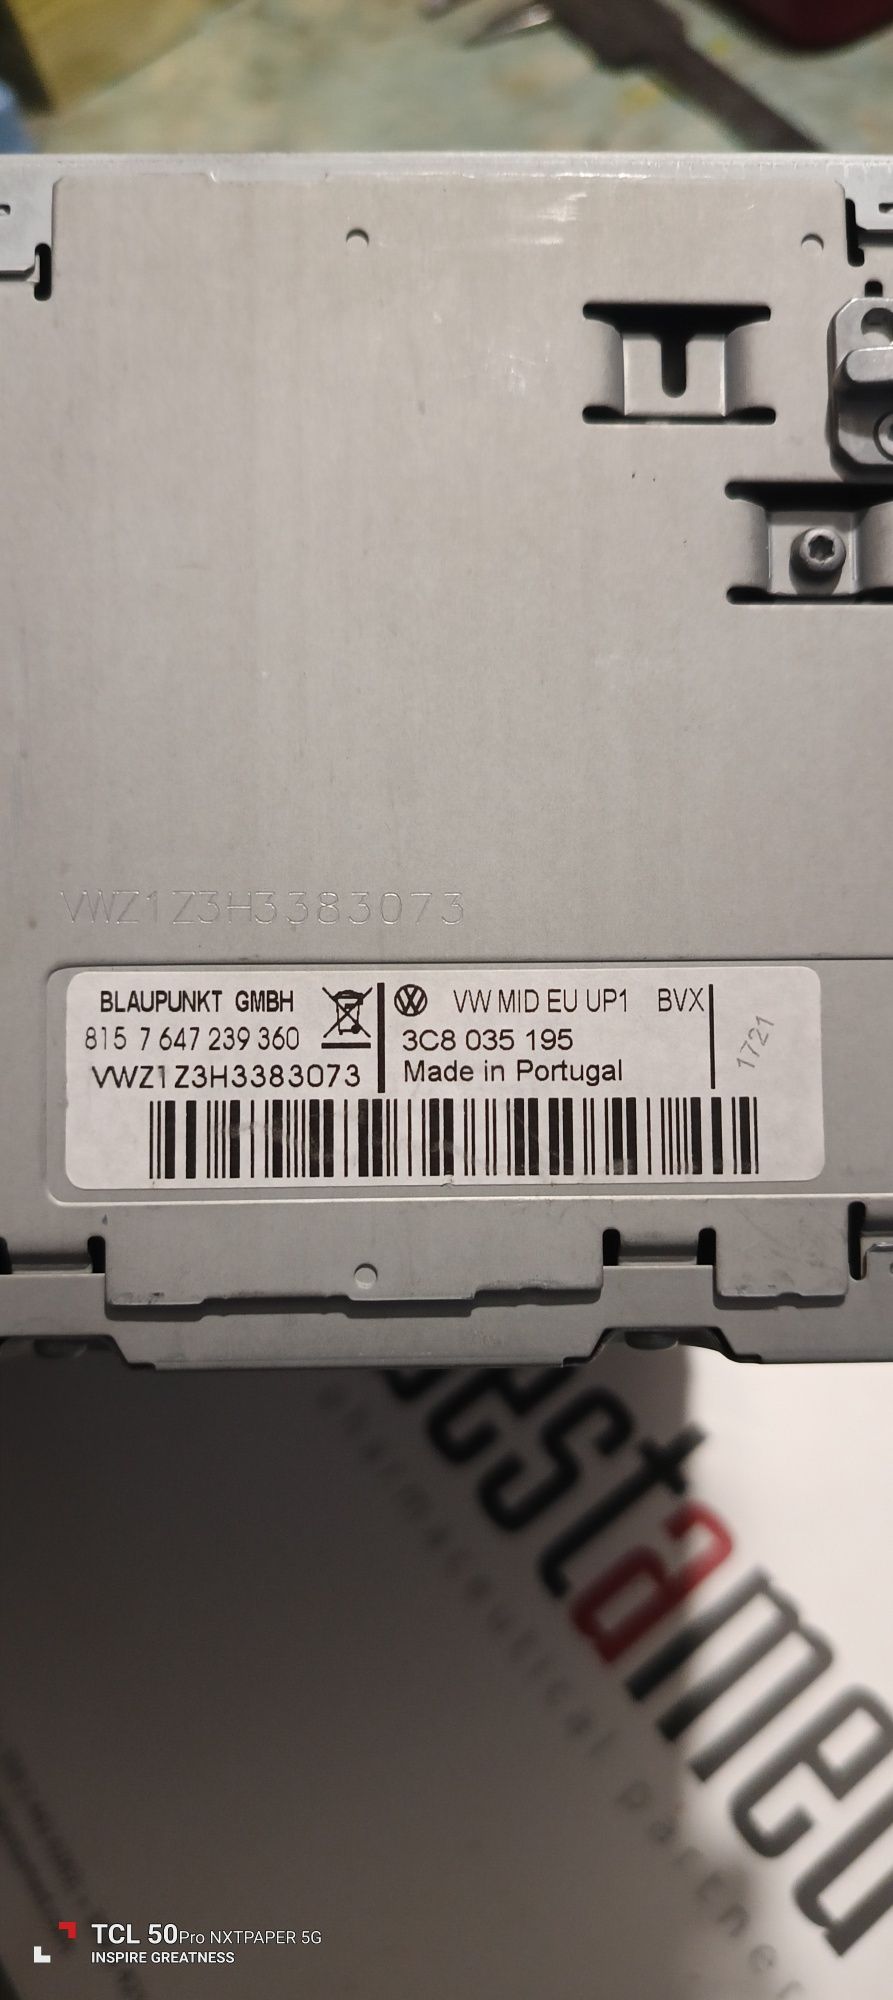 VWZ1Z3H3383073
BLAUPUNKT GMBH
815 7 647 239 360
VWZ1Z3H3383073
VW MID EU UP1 BVX
3C8 035 195
Made in Portugal
1721
estameu
TCL 50 Pro NXTPAPER 5G
INSPIRE GREATNESS